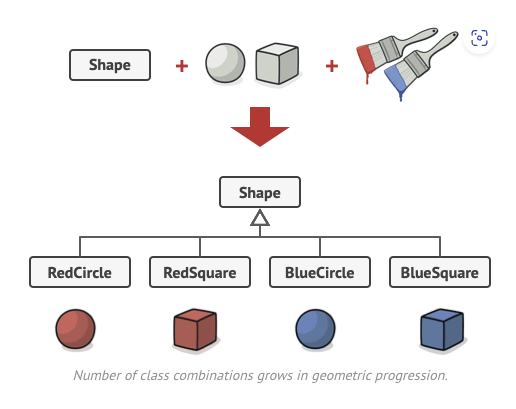 Shape
+
+
Shape
RedCircle
RedSquare
BlueCircle
BlueSquare
Number of class combinations grows in geometric progression.